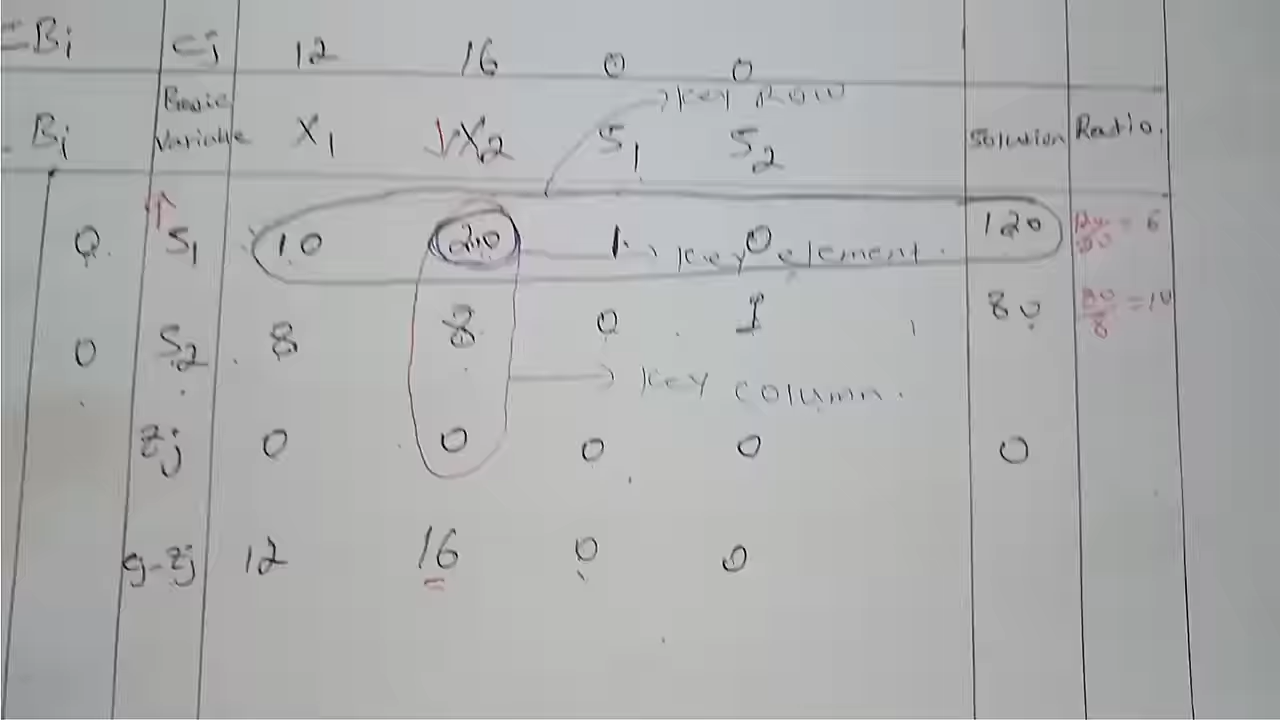 CBi Cj 12 16 0 0
→ Key Row
Bi Basic Variable X1 ↓X2 S1 S2 Solution Ratio.
0 ↑S1 10 20 1 0 120 120/20 = 6
→ Key element.
0 S2 8 8 0 1 80 80/8 = 10
→ Key column.
Zj 0 0 0 0 0
Cj-Zj 12 16 0 0